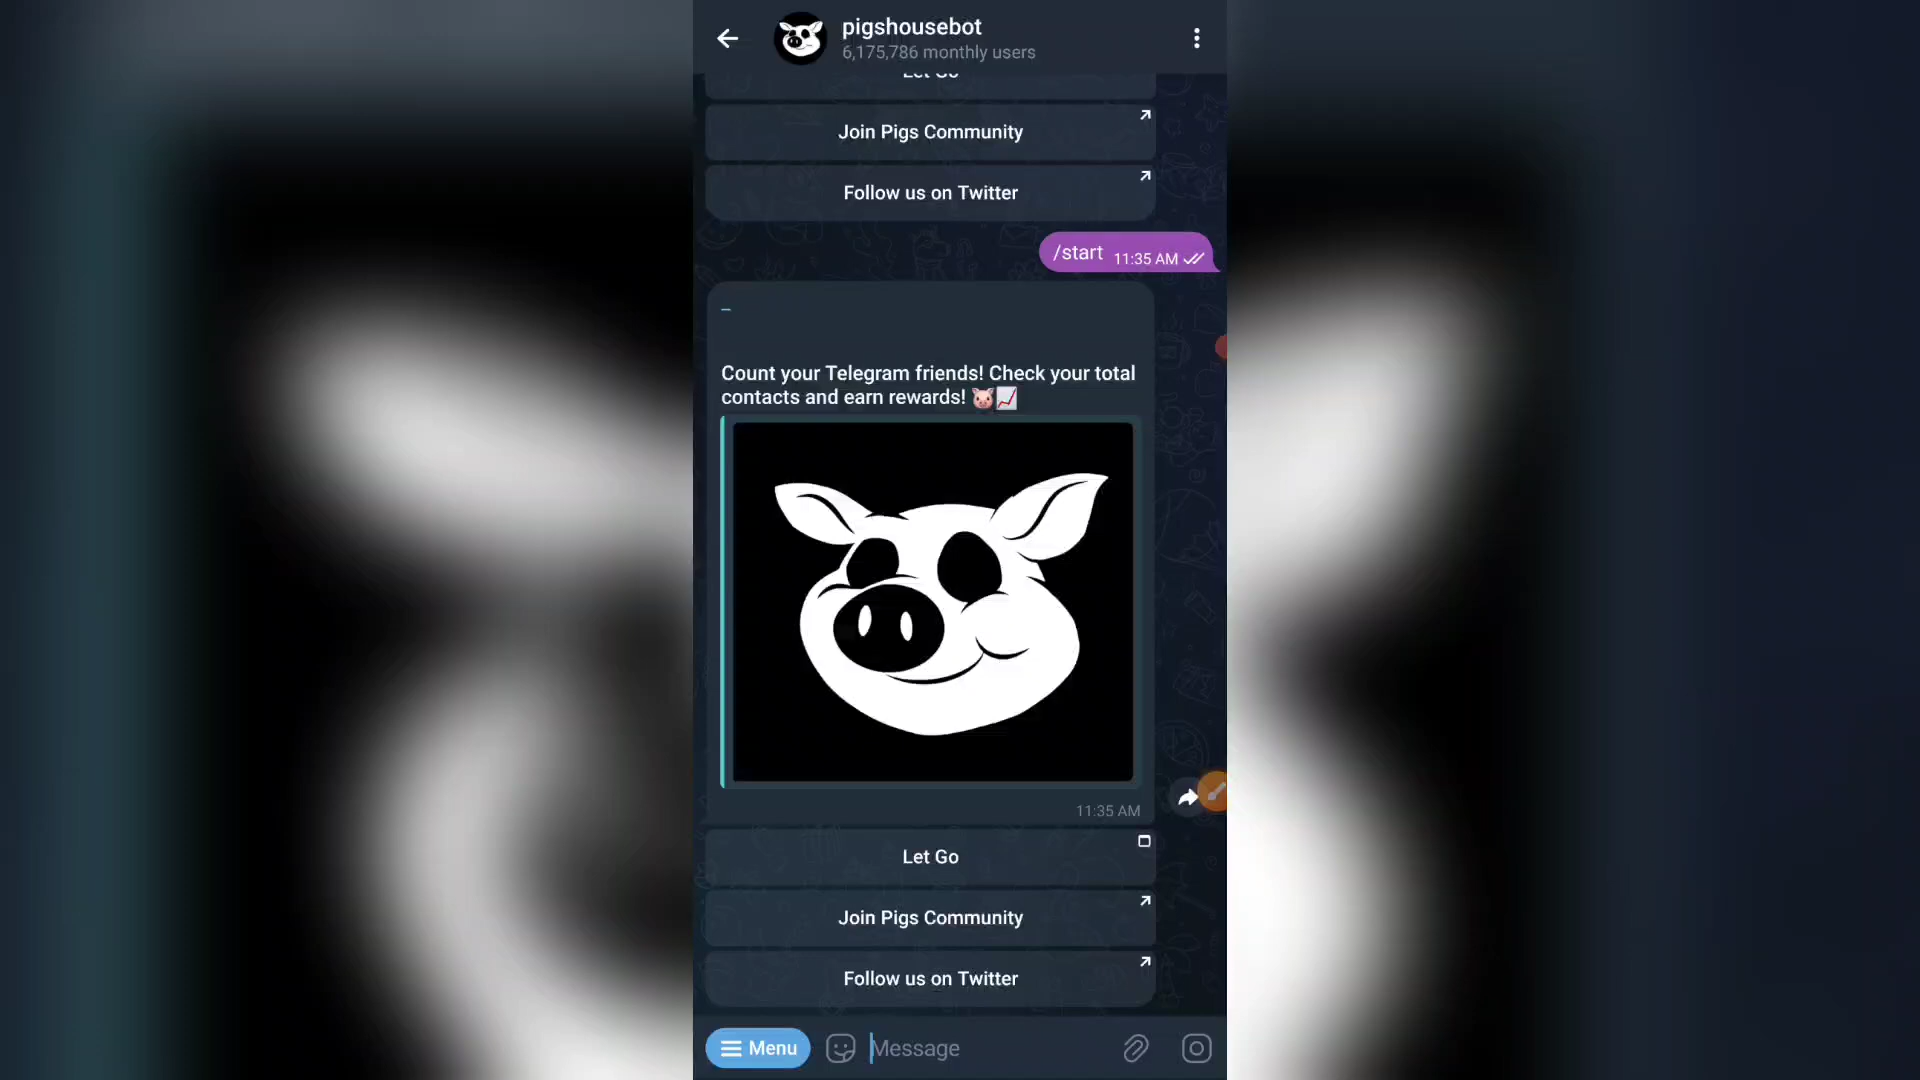 pigshousebot
6,175,786 monthly users
Let Go
Join Pigs Community
Follow us on Twitter
/start 11:35 AM
Count your Telegram friends! Check your total
contacts and earn rewards! 🐷📈
11:35 AM
Let Go
Join Pigs Community
Follow us on Twitter
Menu
Message